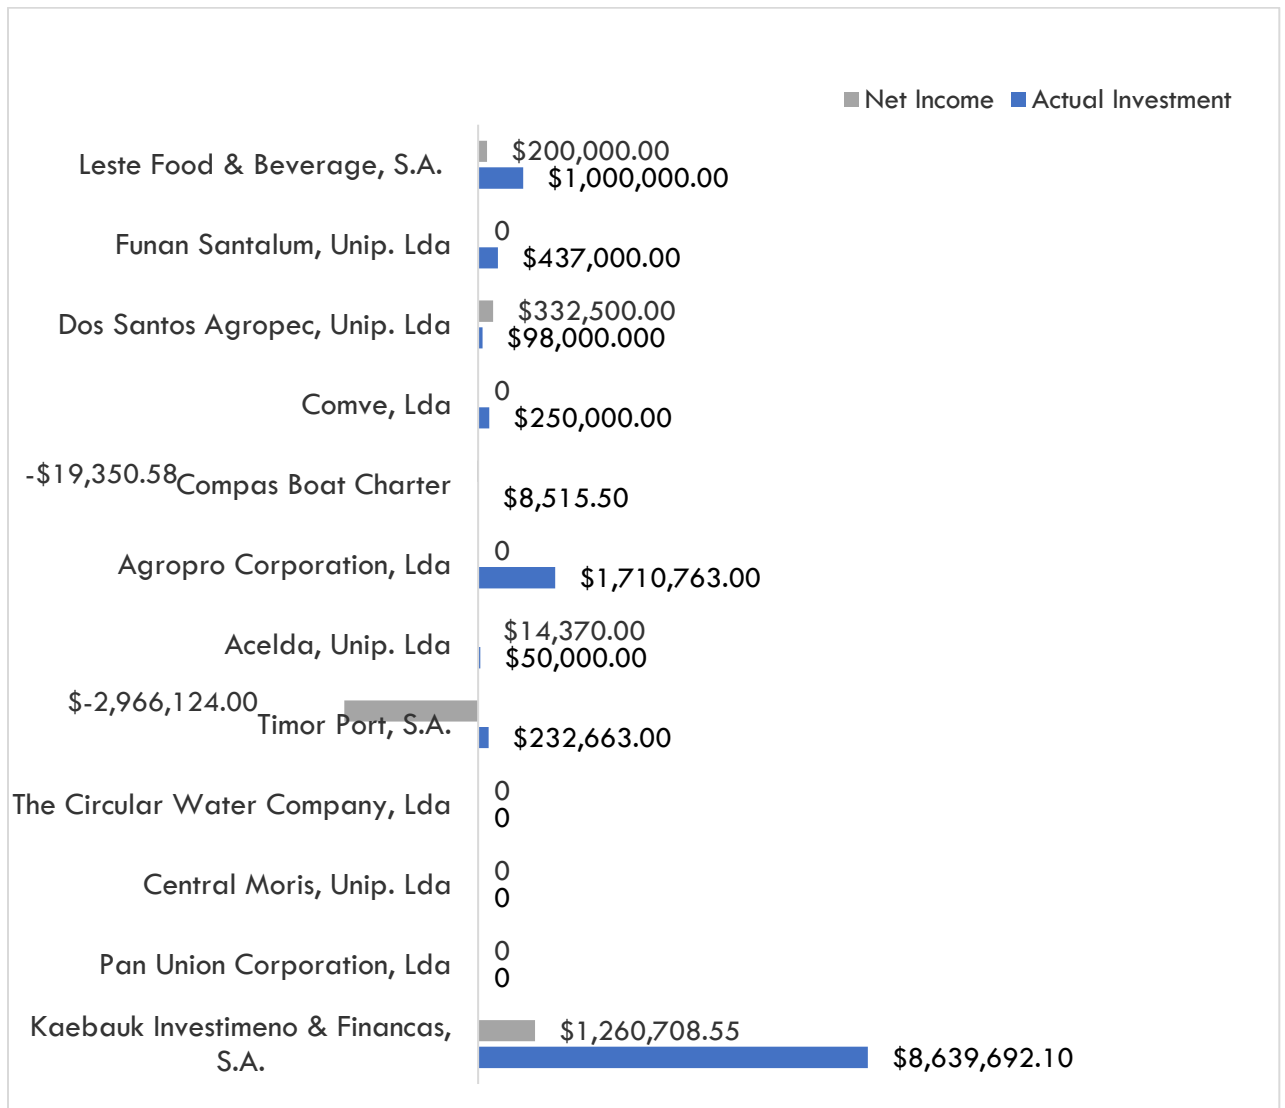 Net Income Actual Investment
Leste Food & Beverage, S.A.
$200,000.00
$1,000,000.00
Funan Santalum, Unip. Lda
0
$437,000.00
Dos Santos Agropec, Unip. Lda
$332,500.00
$98,000.000
Comve, Lda
0
$250,000.00
-$19,350.58
Compas Boat Charter
$8,515.50
Agropro Corporation, Lda
0
$1,710,763.00
Acelda, Unip. Lda
$14,370.00
$50,000.00
$-2,966,124.00
Timor Port, S.A.
$232,663.00
The Circular Water Company, Lda
0
0
Central Moris, Unip. Lda
0
0
Pan Union Corporation, Lda
0
0
Kaebauk Investimeno & Financas,
S.A.
$1,260,708.55
$8,639,692.10